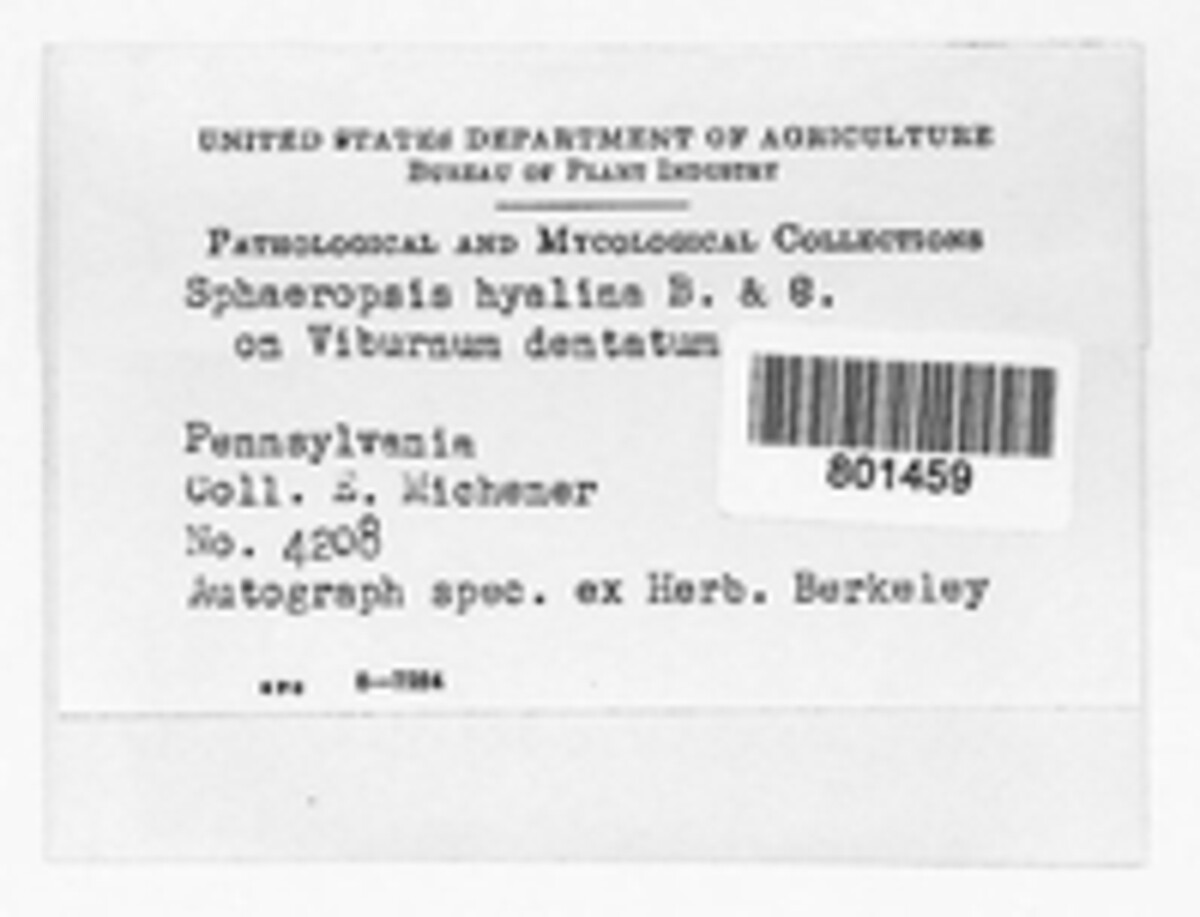 UNITED STATES DEPARTMENT OF AGRICULTURE
BUREAU OF PLANT INDUSTRY
PATHOLOGICAL AND MYCOLOGICAL COLLECTIONS
Sphaeropsis hyalina B. & C.
on Viburnum dentatum
801459
Pennsylvania
Coll. E. Michener
No. 4208
Autograph spec. ex Herb. Berkeley
GPO